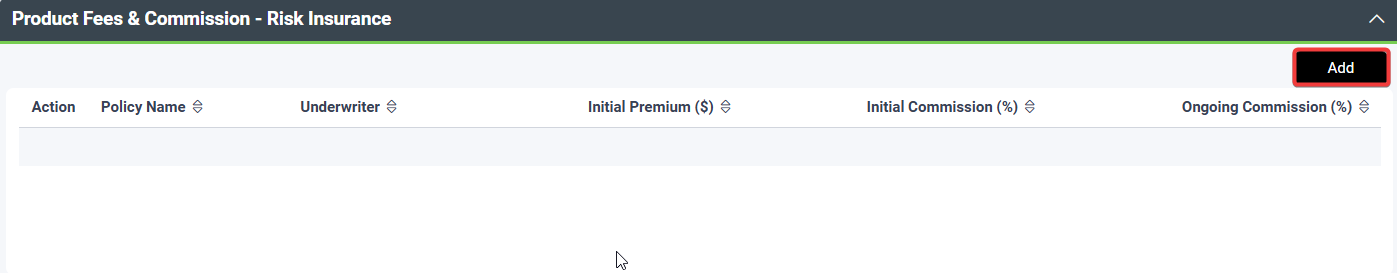 Product Fees & Commission - Risk Insurance
Add
Action Policy Name Underwriter Initial Premium ($) Initial Commission (%) Ongoing Commission (%)